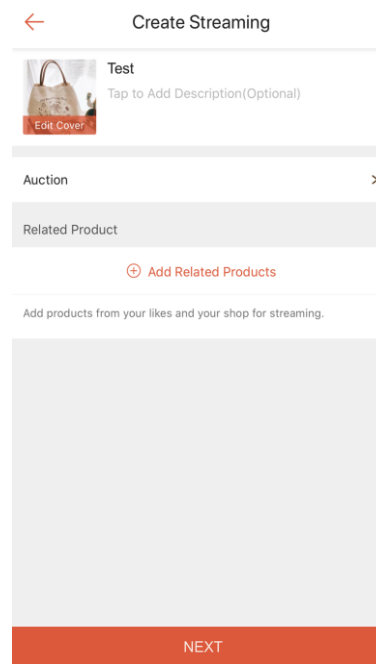 Create Streaming
Test
Tap to Add Description(Optional)
Edit Cover
Auction
Related Product
Add Related Products
Add products from your likes and your shop for streaming.
NEXT